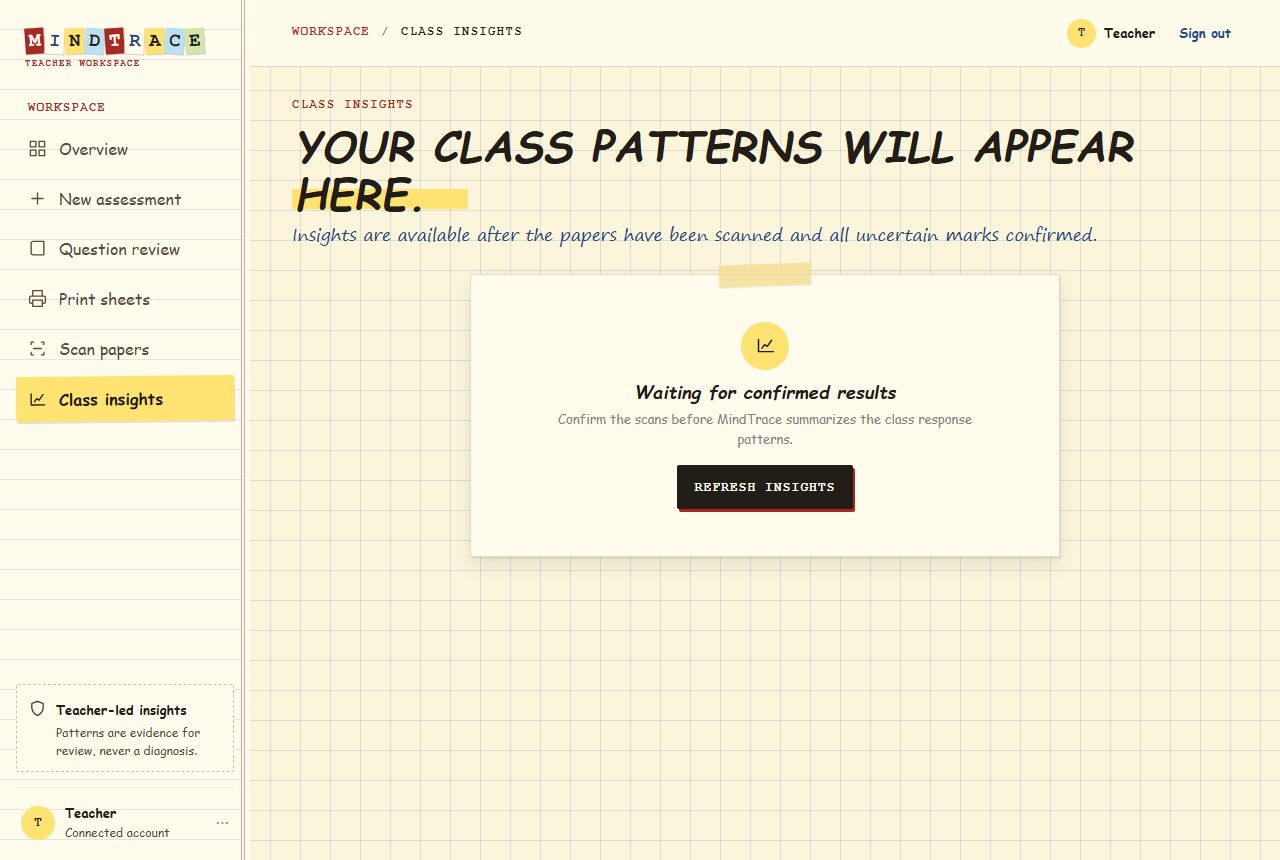 MINDTRACE
TEACHER WORKSPACE
WORKSPACE
Overview
New assessment
Question review
Print sheets
Scan papers
Class insights
Teacher-led insights
Patterns are evidence for
review, never a diagnosis.
T
Teacher
Connected account
...
WORKSPACE / CLASS INSIGHTS
T Teacher Sign out
CLASS INSIGHTS
YOUR CLASS PATTERNS WILL APPEAR
HERE.
Insights are available after the papers have been scanned and all uncertain marks confirmed.
Waiting for confirmed results
Confirm the scans before MindTrace summarizes the class response
patterns.
REFRESH INSIGHTS